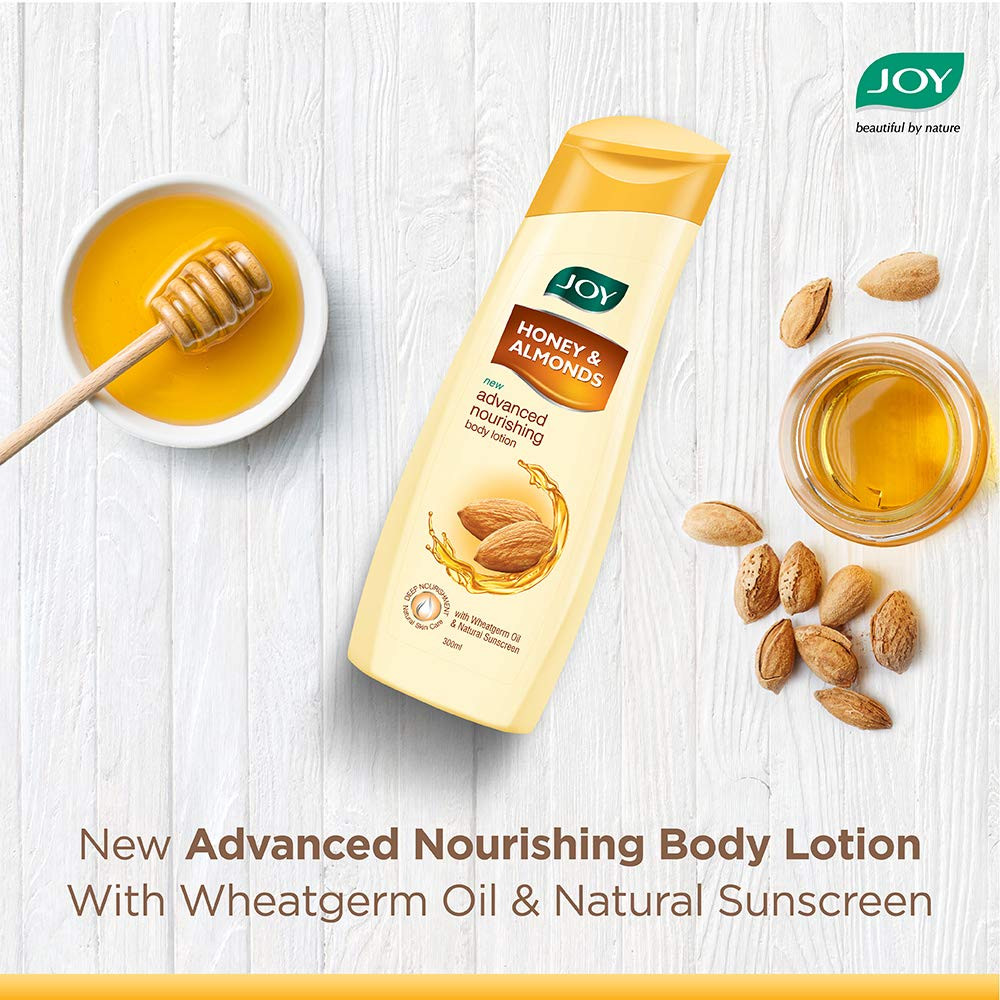 JOY
beautiful by nature
JOY
HONEY &
ALMONDS
new
advanced
nourishing
body lotion
DEEP NOURISHMENT
Natural Skin Care
with Wheatgerm Oil
& Natural Sunscreen
300ml
New Advanced Nourishing Body Lotion
With Wheatgerm Oil & Natural Sunscreen